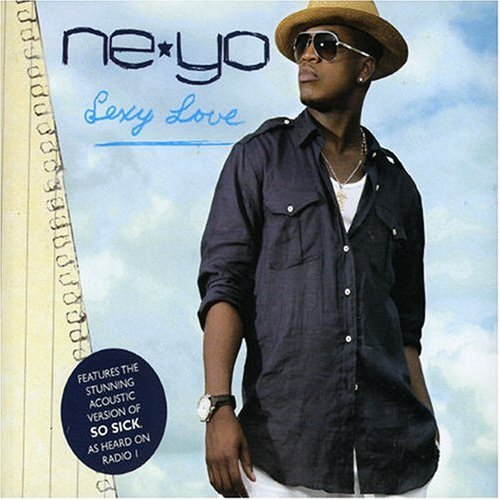 ne★yo
Sexy Love
FEATURES THE
STUNNING
ACOUSTIC
VERSION OF
SO SICK.
AS HEARD ON
RADIO 1